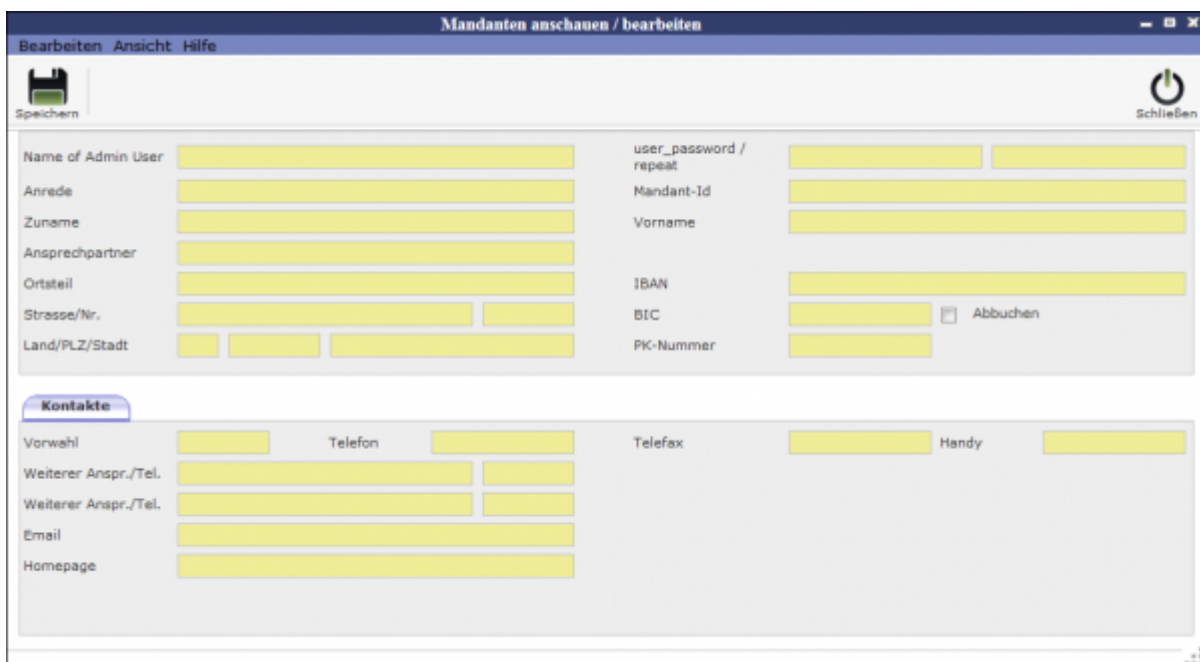 Mandanten anschauen / bearbeiten
Bearbeiten Ansicht Hilfe
Speichern
Schließen
Name of Admin User
user_password /
repeat
Anrede
Mandant-Id
Zuname
Vorname
Ansprechpartner
Ortsteil
IBAN
Strasse/Nr.
BIC
Abbuchen
Land/PLZ/Stadt
PK-Nummer
Kontakte
Vorwahl
Telefon
Telefax
Handy
Weiterer Anspr./Tel.
Weiterer Anspr./Tel.
Email
Homepage